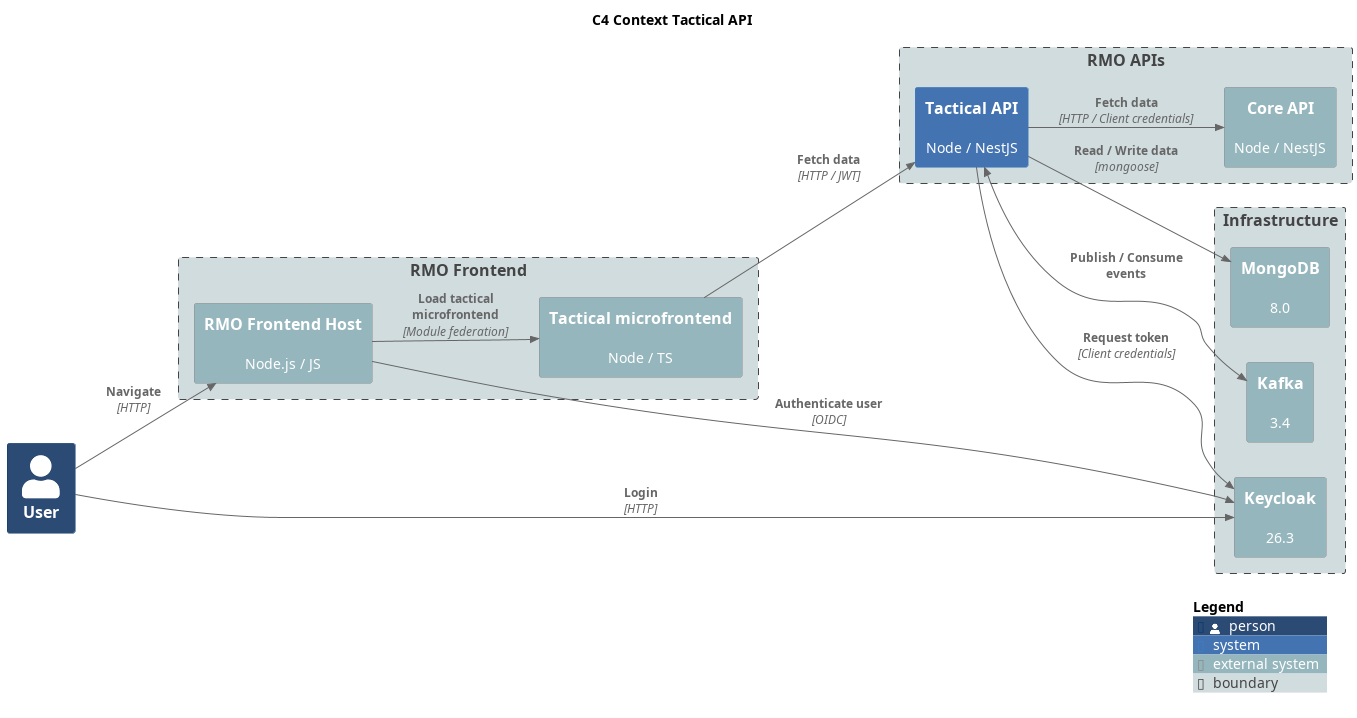 C4 Context Tactical API
RMO APIs
Tactical API
Node / NestJS
Fetch data
[HTTP / Client credentials]
Core API
Node / NestJS
Read / Write data
[mongoose]
Fetch data
[HTTP / JWT]
Infrastructure
MongoDB
8.0
Publish / Consume
events
Kafka
3.4
Request token
[Client credentials]
Keycloak
26.3
RMO Frontend
RMO Frontend Host
Node.js / JS
Load tactical
microfrontend
[Module federation]
Tactical microfrontend
Node / TS
Navigate
[HTTP]
Authenticate user
[OIDC]
User
Login
[HTTP]
Legend
person
system
external system
boundary